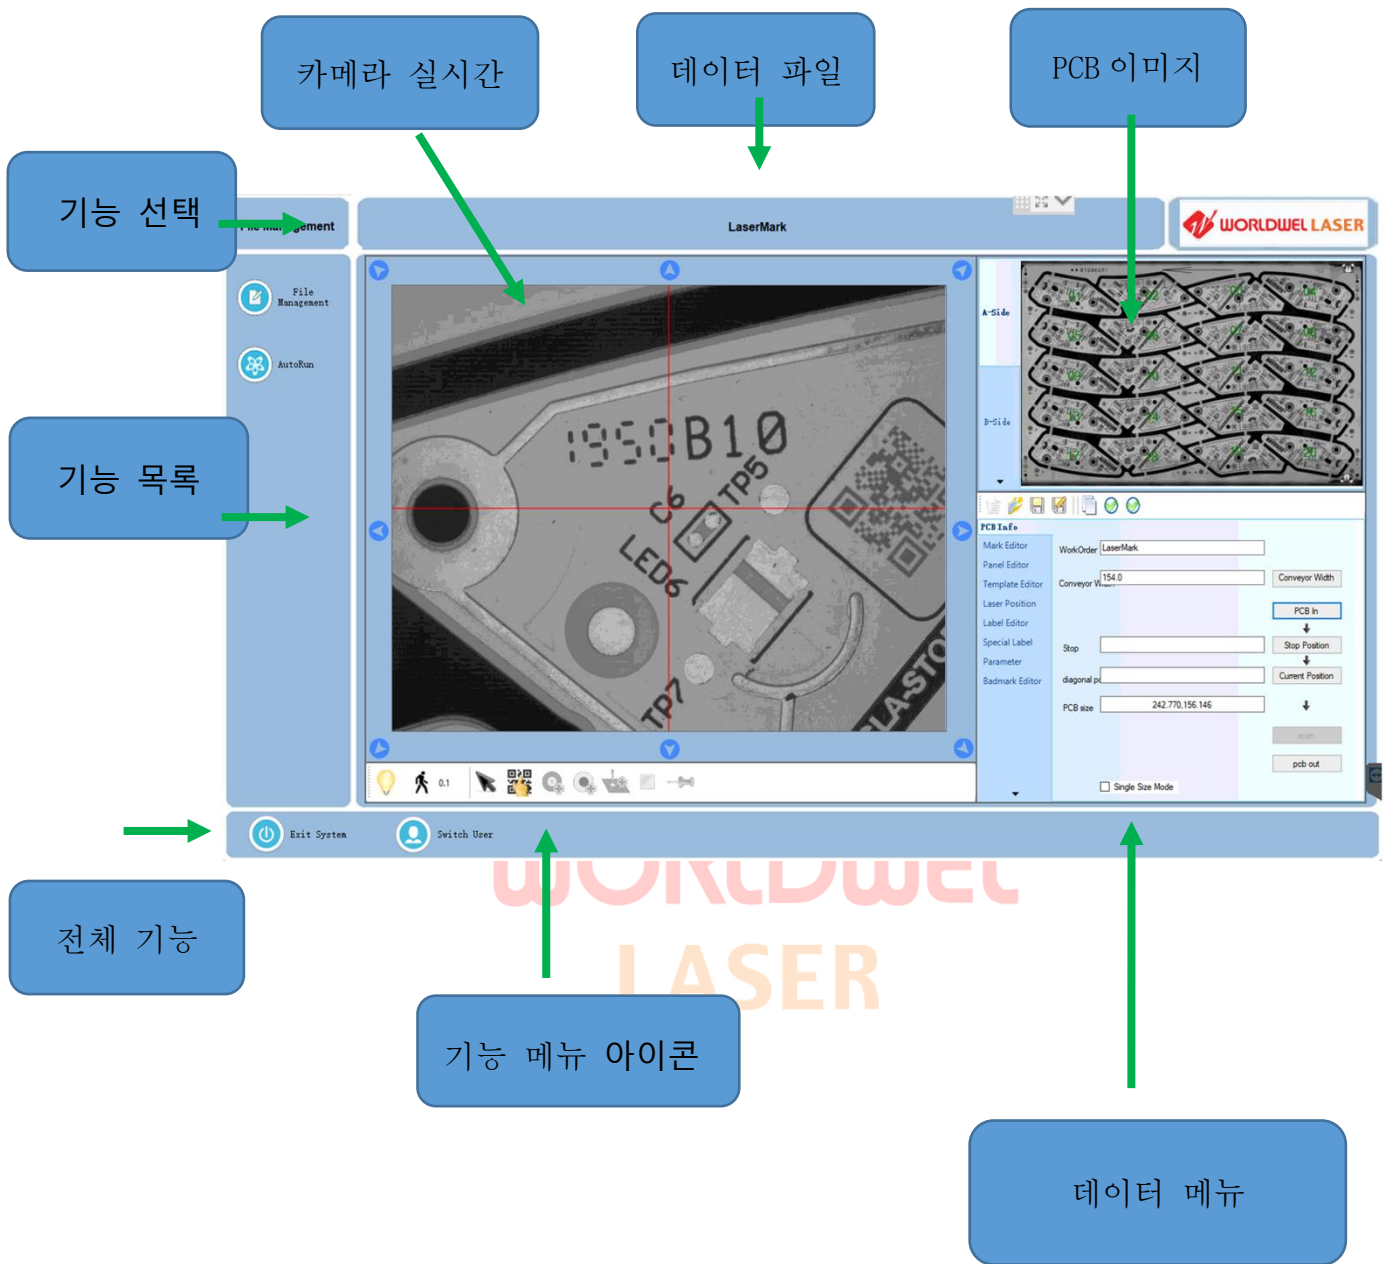 카메라 실시간
데이터 파일
PCB 이미지
기능 선택
LaserMark
WORLDWEL LASER
File Management
AutoRun
기능 목록
1950B10
C6
TP5
LED6
TP7
A-Side
B-Side
PCB Info
Mark Editor
Panel Editor
Template Editor
Laser Position
Label Editor
Special Label
Parameter
Badmark Editor
WorkOrder LaserMark
Conveyor 154.0 Conveyor Width
PCB In
Stop Stop Position
diagonal Current Position
PCB size 242.770,156.146
scan
pcb out
Single Size Mode
0.1
Exit System
Switch User
WORLDWEL
LASER
전체 기능
기능 메뉴 아이콘
데이터 메뉴